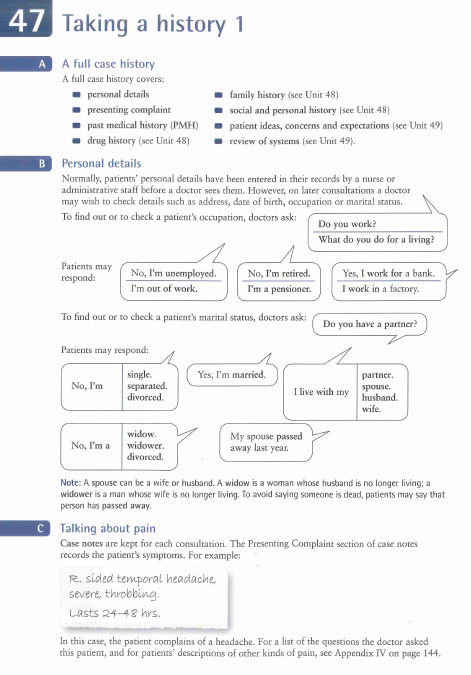 47 Taking a history 1
A A full case history
A full case history covers:
personal details
presenting complaint
past medical history (PMH)
drug history (see Unit 48)
family history (see Unit 48)
social and personal history (see Unit 48)
patient ideas, concerns and expectations (see Unit 49)
review of systems (see Unit 49).
B Personal details
Normally, patients' personal details have been entered in their records by a nurse or
administrative staff before a doctor sees them. However, on later consultations a doctor
may wish to check details such as address, date of birth, occupation or marital status.
To find out or to check a patient's occupation, doctors ask:
Do you work?
What do you do for a living?
Patients may
respond:
No, I'm unemployed.
I'm out of work.
No, I'm retired.
I'm a pensioner.
Yes, I work for a bank.
I work in a factory.
To find out or to check a patient's marital status, doctors ask:
Do you have a partner?
Patients may respond:
No, I'm
single.
separated.
divorced.
Yes, I'm married.
I live with my
partner.
spouse.
husband.
wife.
No, I'm a
widow.
widower.
divorced.
My spouse passed
away last year.
Note: A spouse can be a wife or husband. A widow is a woman whose husband is no longer living; a
widower is a man whose wife is no longer living. To avoid saying someone is dead, patients may say that
person has passed away.
C Talking about pain
Case notes are kept for each consultation. The Presenting Complaint section of case notes
records the patient's symptoms. For example:
R. sided temporal headache,
severe, throbbing.
Lasts 24-48 hrs.
In this case, the patient complains of a headache. For a list of the questions the doctor asked
this patient, and for patients' descriptions of other kinds of pain, see Appendix IV on page 144.